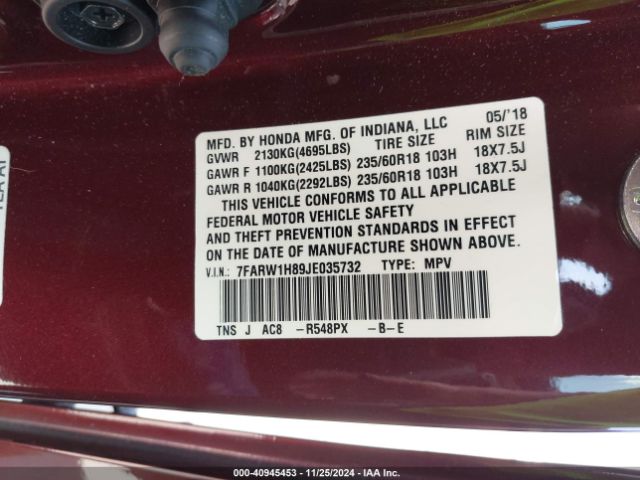 MFD. BY HONDA MFG. OF INDIANA, LLC 05/'18
GVWR 2130KG(4695LBS) TIRE SIZE RIM SIZE
GAWR F 1100KG(2425LBS) 235/60R18 103H 18X7.5J
GAWR R 1040KG(2292LBS) 235/60R18 103H 18X7.5J
THIS VEHICLE CONFORMS TO ALL APPLICABLE
FEDERAL MOTOR VEHICLE SAFETY
AND THEFT PREVENTION STANDARDS IN EFFECT
ON THE DATE OF MANUFACTURE SHOWN ABOVE.
V.I.N.: 7FARW1H89JE035732 TYPE: MPV
TNS J AC8 -R548PX -B-E
20-40945453 - 11/25/2024 - IAA Inc.